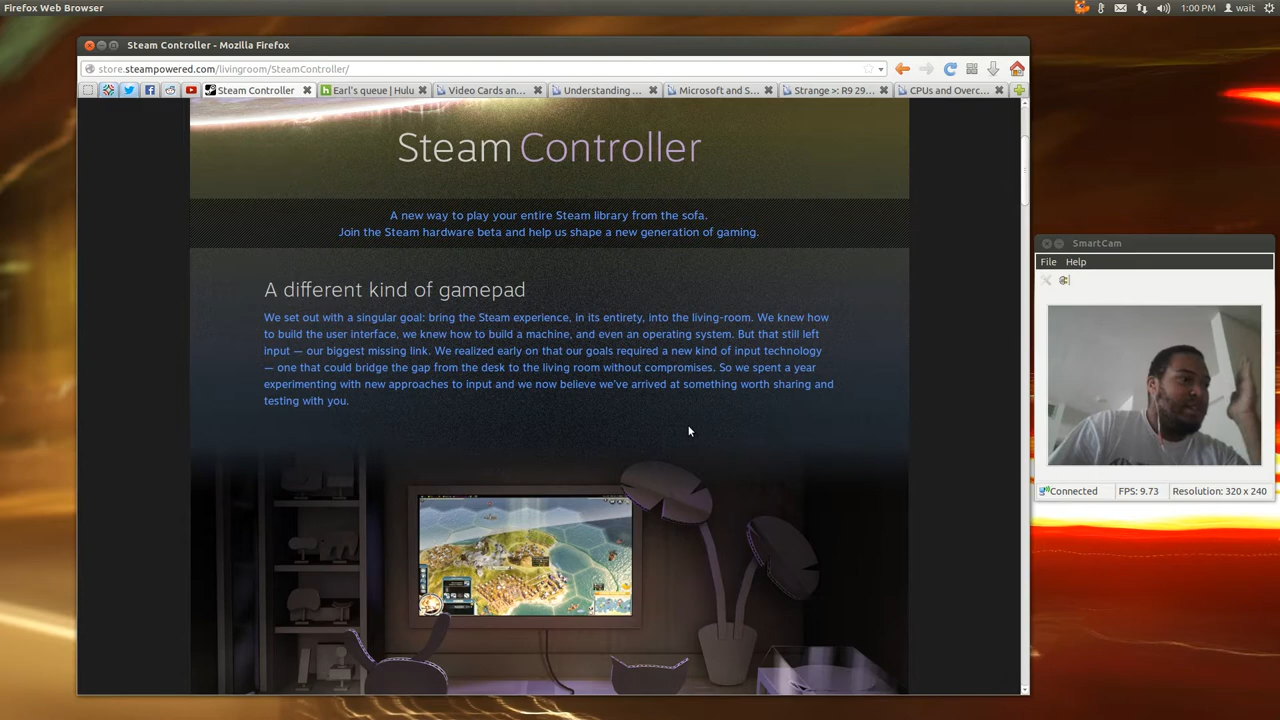 Firefox Web Browser
1:00 PM
wait
Steam Controller - Mozilla Firefox
store.steampowered.com/livingroom/SteamController/
Steam Controller
Earl's queue | Hulu
Video Cards an...
Understanding ...
Microsoft and S...
Strange >: R9 29...
CPUs and Overc...
Steam Controller
A new way to play your entire Steam library from the sofa.
Join the Steam hardware beta and help us shape a new generation of gaming.
A different kind of gamepad
We set out with a singular goal: bring the Steam experience, in its entirety, into the living-room. We knew how
to build the user interface, we knew how to build a machine, and even an operating system. But that still left
input — our biggest missing link. We realized early on that our goals required a new kind of input technology
— one that could bridge the gap from the desk to the living room without compromises. So we spent a year
experimenting with new approaches to input and we now believe we've arrived at something worth sharing and
testing with you.
SmartCam
File Help
Connected
FPS: 9.73
Resolution: 320 x 240